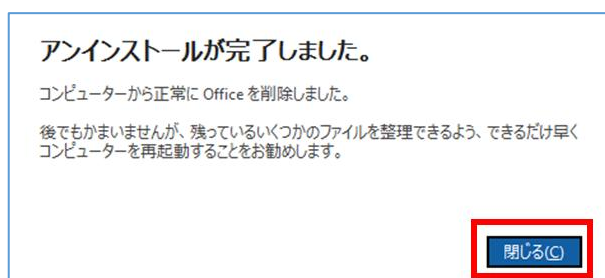 アンインストールが完了しました。
コンピューターから正常に Office を削除しました。
後でもかまいませんが、残っているいくつかのファイルを整理できるよう、できるだけ早く
コンピューターを再起動することをお勧めします。
閉じる(C)